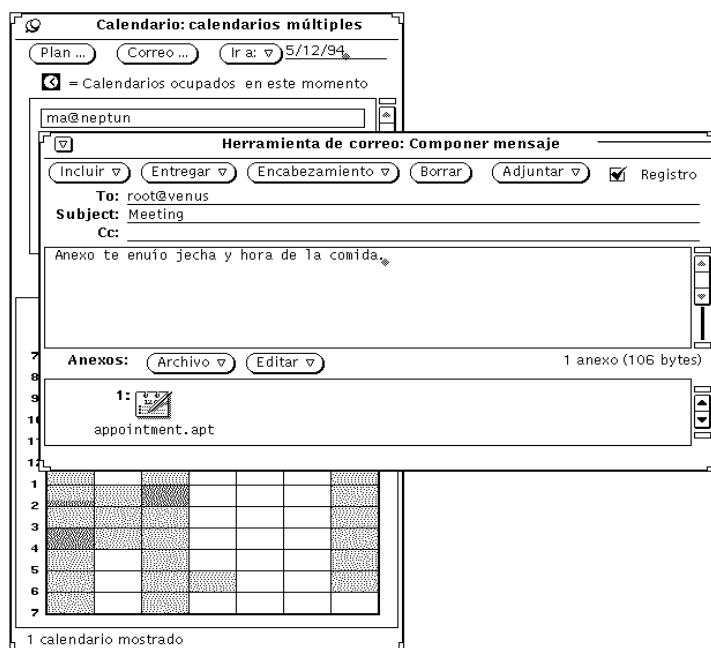 Calendario: calendarios múltiples
Plan ... Correo ... Ir a: 5/12/94
= Calendarios ocupados en este momento
ma@neptun
Herramienta de correo: Componer mensaje
Incluir Entregar Encabezamiento Borrar Adjuntar Registro
To: root@venus
Subject: Meeting
Cc:
Anexo te enuío jecha y hora de la comida.
Anexos: Archivo Editar 1 anexo (106 bytes)
1:
appointment.apt
7
8
9
1
2
3
4
5
6
7
1 calendario mostrado